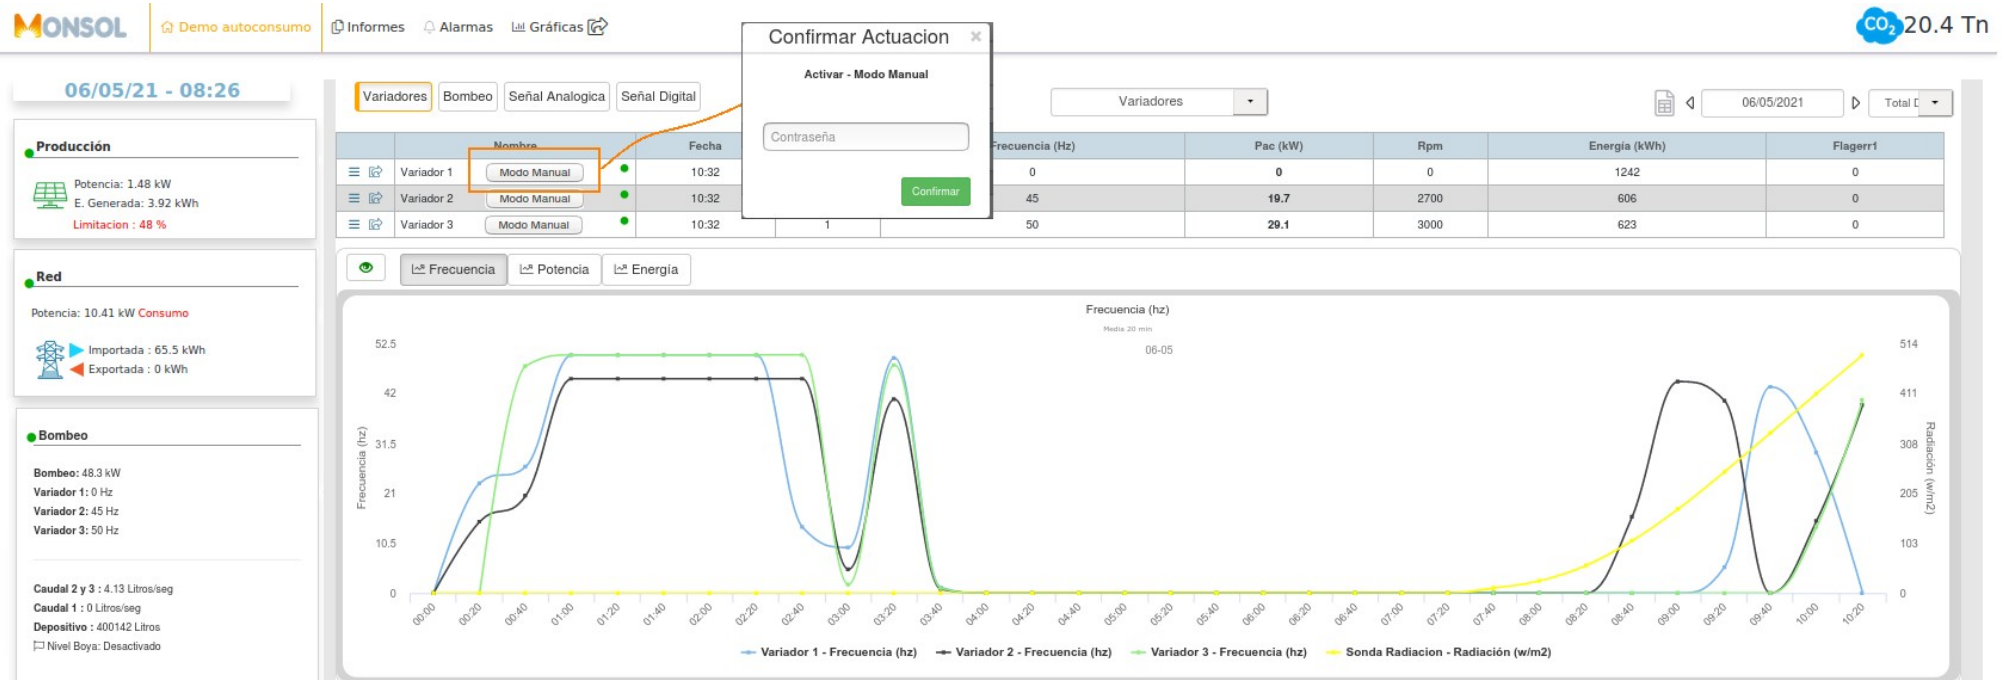 MONSOL
Demo autoconsumo
Informes
Alarmas
Gráficas
CO2 20.4 Tn
06/05/21 - 08:26
Producción
Potencia: 1.48 kW
E. Generada: 3.92 kWh
Limitacion : 48 %
Red
Potencia: 10.41 kW Consumo
Importada : 65.5 kWh
Exportada : 0 kWh
Bombeo
Bombeo: 48.3 kW
Variador 1: 0 Hz
Variador 2: 45 Hz
Variador 3: 50 Hz
Caudal 2 y 3 : 4.13 Litros/seg
Caudal 1 : 0 Litros/seg
Depositivo : 400142 Litros
Nivel Boya: Desactivado
Variadores Bombeo Señal Analogica Señal Digital
Variadores
06/05/2021
Total D
Confirmar Actuacion ×
Activar - Modo Manual
Contraseña
Confirmar
Nombre Fecha Frecuencia (Hz) Pac (kW) Rpm Energía (kWh) Flagerr1
Variador 1 Modo Manual 10:32 0 0 0 1242 0
Variador 2 Modo Manual 10:32 45 19.7 2700 606 0
Variador 3 Modo Manual 10:32 1 50 29.1 3000 623 0
Frecuencia Potencia Energía
Frecuencia (hz)
Media 20 min
06-05
Frecuencia (hz)
52.5
42
31.5
21
10.5
0
514
411
308
205
103
0
Radiación (w/m2)
00:00 00:20 00:40 01:00 01:20 01:40 02:00 02:20 02:40 03:00 03:20 03:40 04:00 04:20 04:40 05:00 05:20 05:40 06:00 06:20 06:40 07:00 07:20 07:40 08:00 08:20 08:40 09:00 09:20 09:40 10:00 10:20
Variador 1 - Frecuencia (hz) Variador 2 - Frecuencia (hz) Variador 3 - Frecuencia (hz) Sonda Radiacion - Radiación (w/m2)